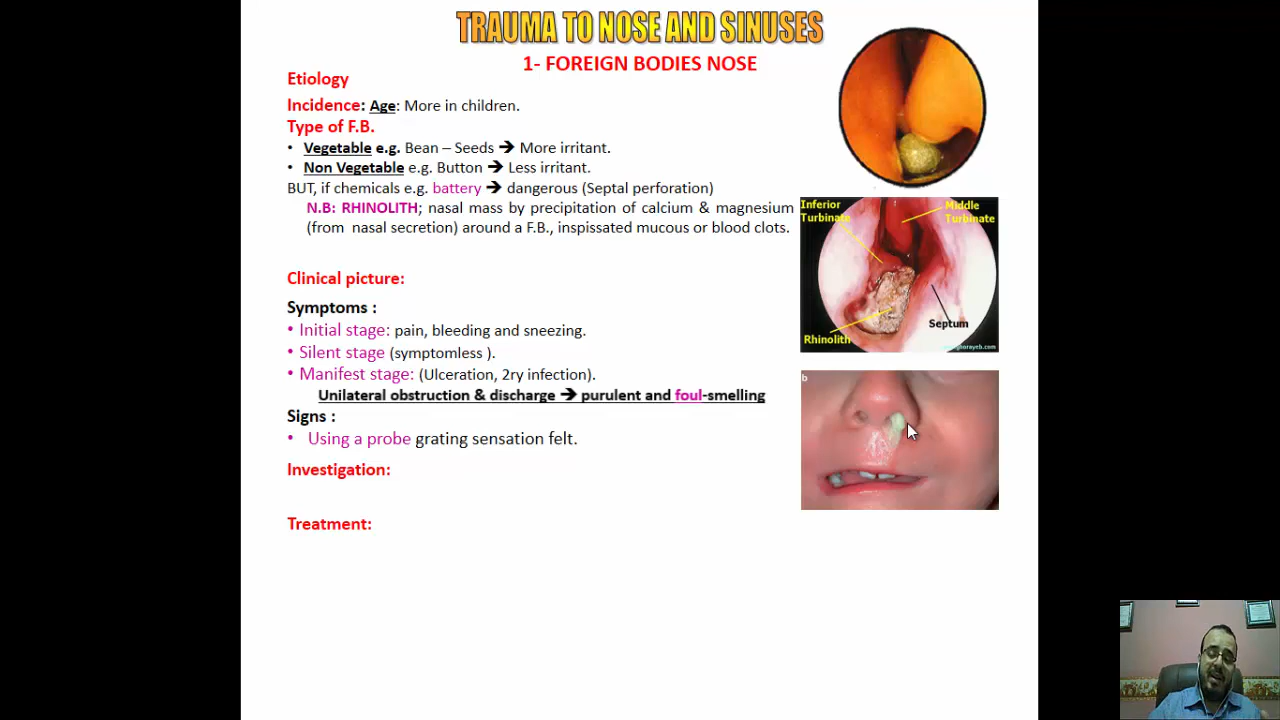 TRAUMA TO NOSE AND SINUSES
1- FOREIGN BODIES NOSE
Etiology
Incidence: Age: More in children.
Type of F.B.
• Vegetable e.g. Bean – Seeds ➔ More irritant.
• Non Vegetable e.g. Button ➔ Less irritant.
BUT, if chemicals e.g. battery ➔ dangerous (Septal perforation)
N.B: RHINOLITH; nasal mass by precipitation of calcium & magnesium
(from nasal secretion) around a F.B., inspissated mucous or blood clots.
Clinical picture:
Symptoms :
• Initial stage: pain, bleeding and sneezing.
• Silent stage (symptomless ).
• Manifest stage: (Ulceration, 2ry infection).
Unilateral obstruction & discharge ➔ purulent and foul-smelling
Signs :
• Using a probe grating sensation felt.
Investigation:
Treatment:
Inferior
Turbinate
Middle
Turbinate
Septum
Rhinolith
b